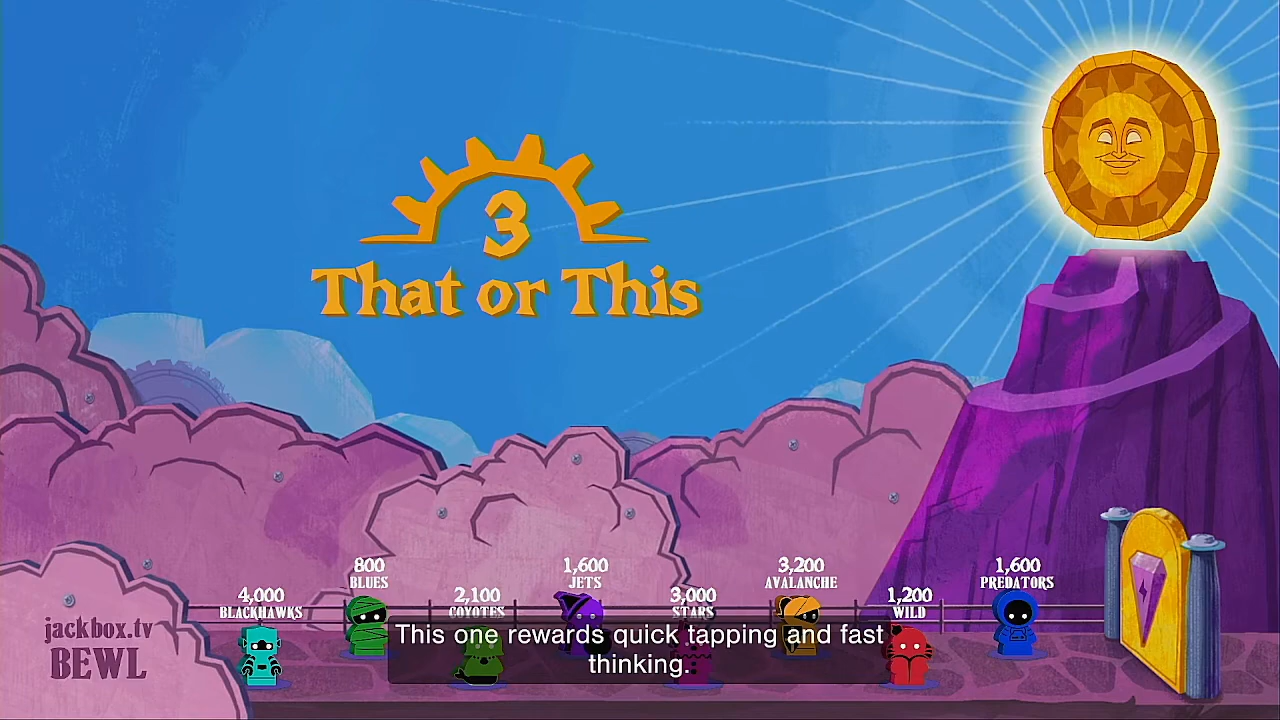 3
That or This
4,000
BLACKHAWKS
800
BLUES
2,100
COYOTES
1,600
JETS
3,000
STARS
3,200
AVALANCHE
1,200
WILD
1,600
PREDATORS
This one rewards quick tapping and fast
thinking.
jackbox.tv
BEWL